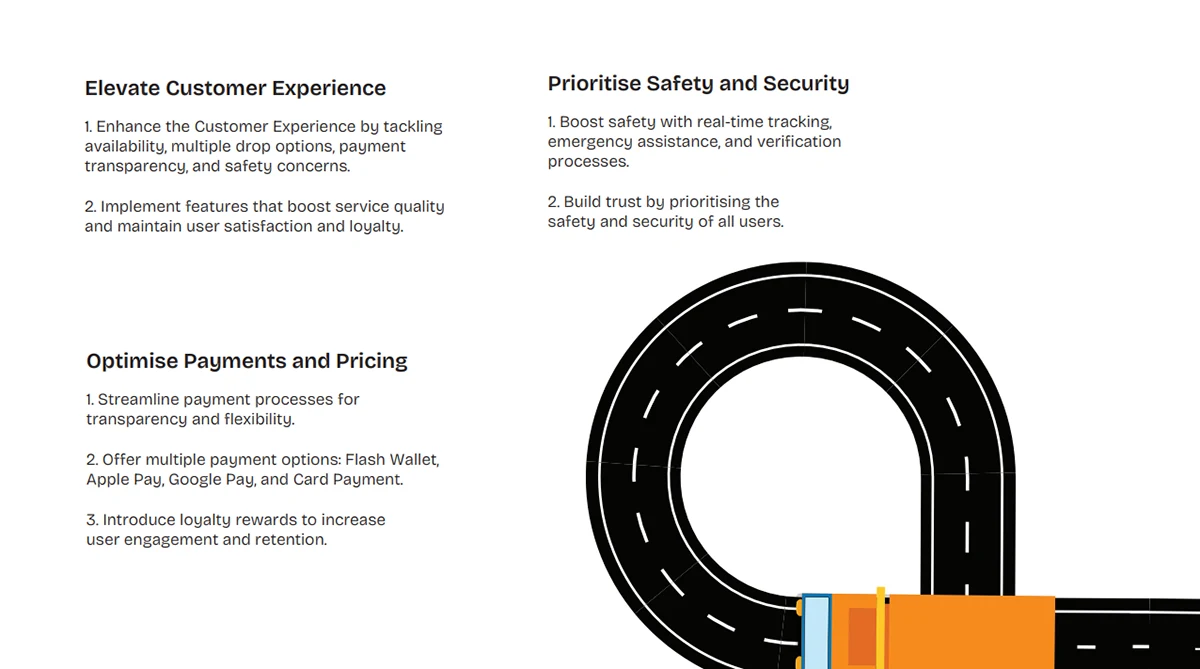 Elevate Customer Experience
1. Enhance the Customer Experience by tackling
availability, multiple drop options, payment
transparency, and safety concerns.
2. Implement features that boost service quality
and maintain user satisfaction and loyalty.
Prioritise Safety and Security
1. Boost safety with real-time tracking,
emergency assistance, and verification
processes.
2. Build trust by prioritising the
safety and security of all users.
Optimise Payments and Pricing
1. Streamline payment processes for
transparency and flexibility.
2. Offer multiple payment options: Flash Wallet,
Apple Pay, Google Pay, and Card Payment.
3. Introduce loyalty rewards to increase
user engagement and retention.